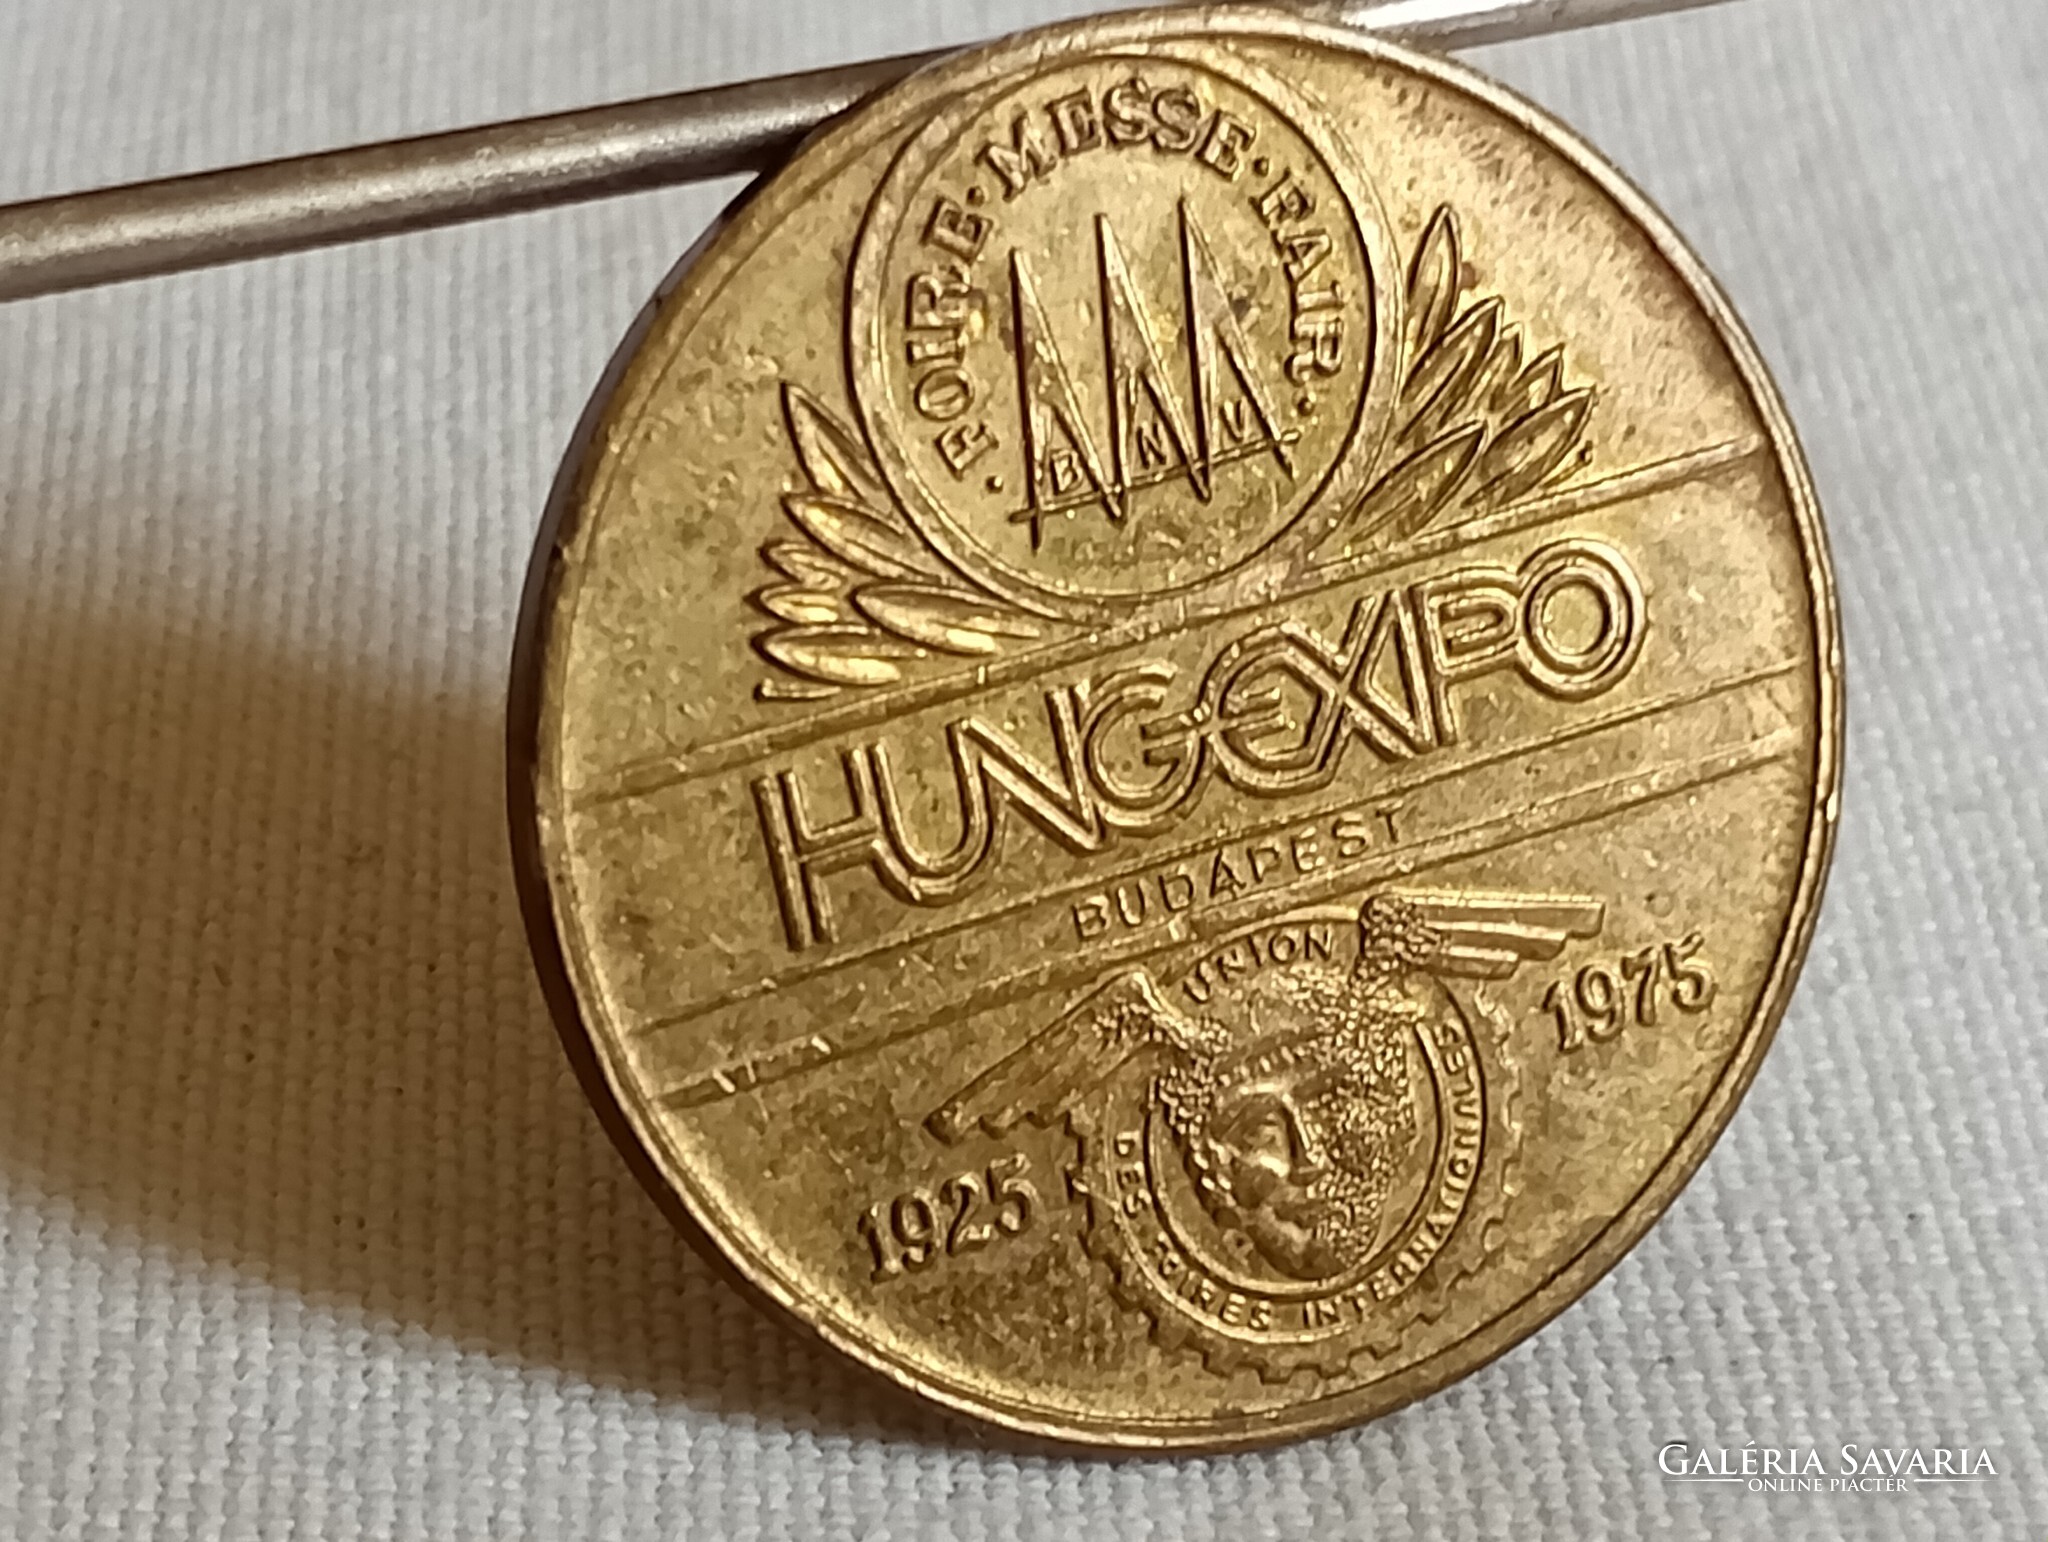 · FOIRE · MESSE · FAIR ·
BNV
HUNGEXPO
BUDAPEST
UNION
DES FOIRES INTERNATIONALES
1925
1975
GALÉRIA SAVARIA
ONLINE PIACTÉR